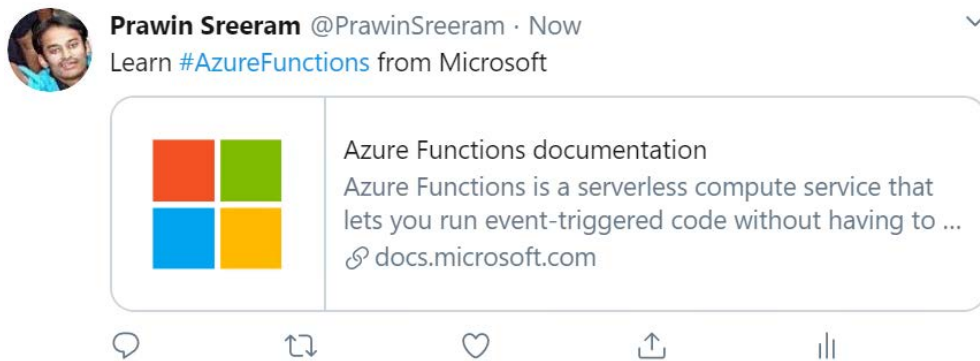 Prawin Sreeram @PrawinSreeram · Now
Learn #AzureFunctions from Microsoft
Azure Functions documentation
Azure Functions is a serverless compute service that
lets you run event-triggered code without having to ...
docs.microsoft.com